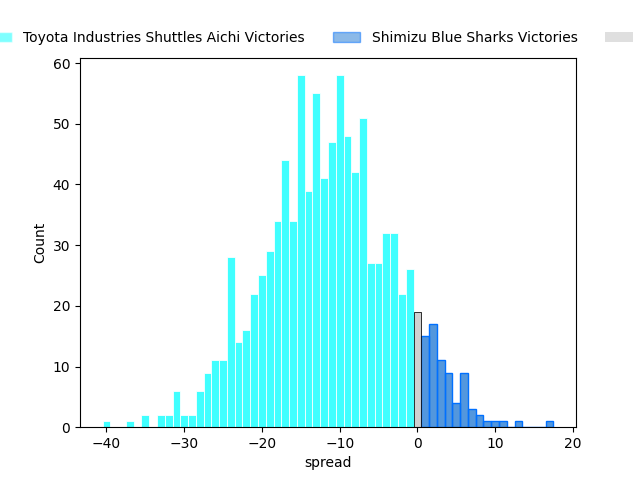 Toyota Industries Shuttles Aichi Victories Shimizu Blue Sharks Victories
60
50
40
30
20
10
0
Count
−40 −30 −20 −10 0 10 20
spread